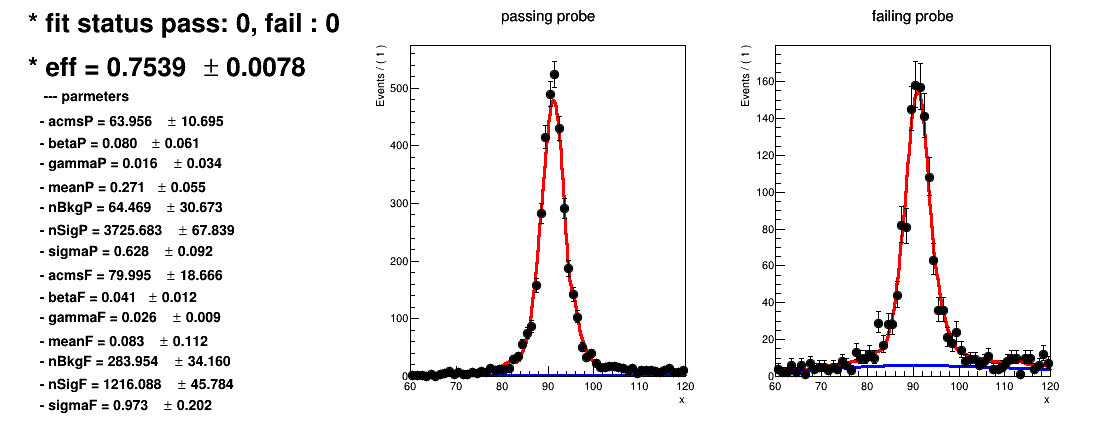 * fit status pass: 0, fail : 0
* eff = 0.7539 ± 0.0078
--- parmeters
- acmsP = 63.956 ± 10.695
- betaP = 0.080 ± 0.061
- gammaP = 0.016 ± 0.034
- meanP = 0.271 ± 0.055
- nBkgP = 64.469 ± 30.673
- nSigP = 3725.683 ± 67.839
- sigmaP = 0.628 ± 0.092
- acmsF = 79.995 ± 18.666
- betaF = 0.041 ± 0.012
- gammaF = 0.026 ± 0.009
- meanF = 0.083 ± 0.112
- nBkgF = 283.954 ± 34.160
- nSigF = 1216.088 ± 45.784
- sigmaF = 0.973 ± 0.202
passing probe
Events / ( 1 )
500
400
300
200
100
0
60 70 80 90 100 110 120
x
failing probe
Events / ( 1 )
160
140
120
100
80
60
40
20
0
60 70 80 90 100 110 120
x